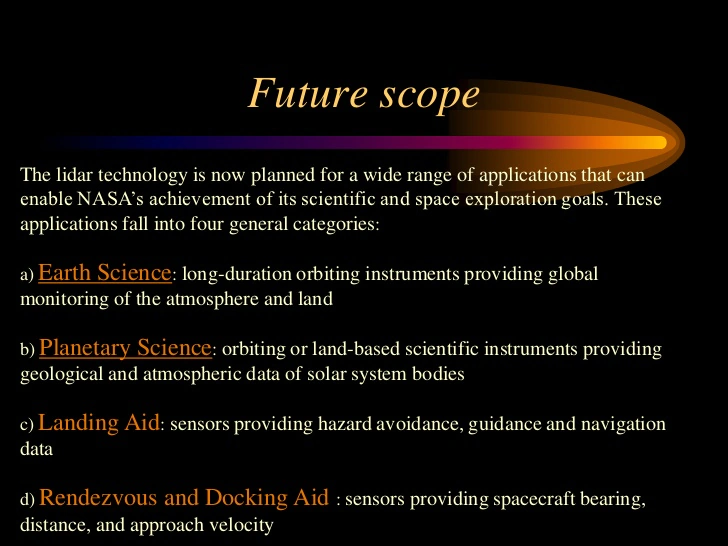 Future scope
The lidar technology is now planned for a wide range of applications that can
enable NASA’s achievement of its scientific and space exploration goals. These
applications fall into four general categories:
a) Earth Science: long-duration orbiting instruments providing global
monitoring of the atmosphere and land
b) Planetary Science: orbiting or land-based scientific instruments providing
geological and atmospheric data of solar system bodies
c) Landing Aid: sensors providing hazard avoidance, guidance and navigation
data
d) Rendezvous and Docking Aid : sensors providing spacecraft bearing,
distance, and approach velocity